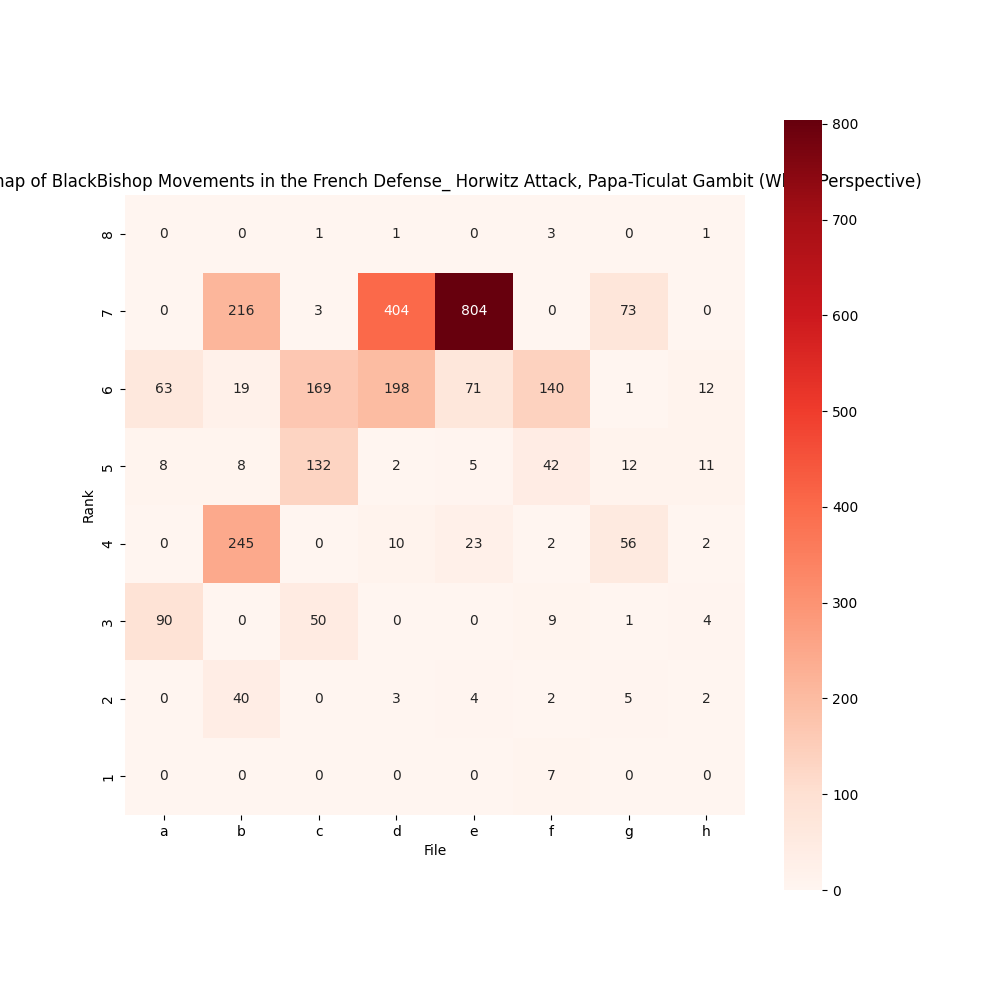 800
map of BlackBishop Movements in the French Defense_ Horwitz Attack, Papa-Ticulat Gambit (W Perspective)
700
8 0 0 1 1 0 3 0 1
7 0 216 3 404 804 0 73 0
600
6 63 19 169 198 71 140 1 12
500
5 8 8 132 2 5 42 12 11
Rank
400
4 0 245 0 10 23 2 56 2
300
3 90 0 50 0 0 9 1 4
200
2 0 40 0 3 4 2 5 2
1 0 0 0 0 0 7 0 0
100
a b c d e f g h
File
0